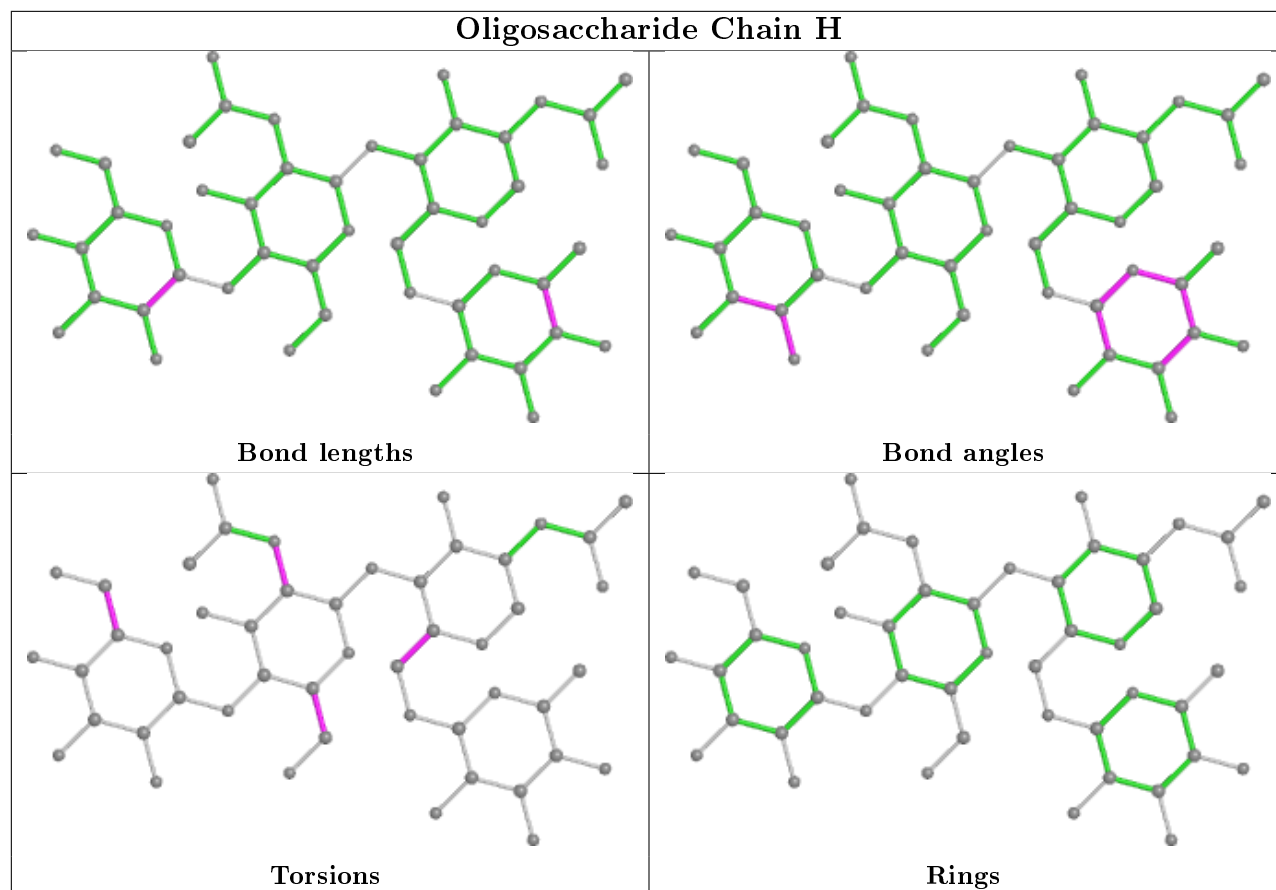 Oligosaccharide Chain H
Bond lengths
Bond angles
Torsions
Rings